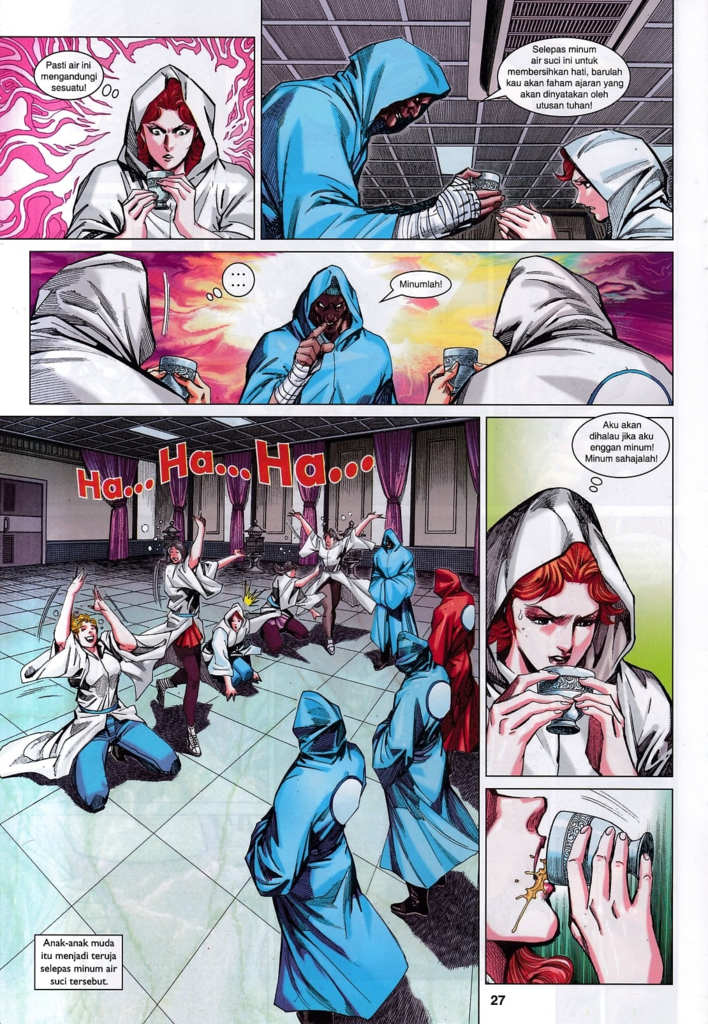 Pasti air ini
mengandungi
sesuatu!
Selepas minum
air suci ini untuk
membersihkan hati, barulah
kau akan faham ajaran yang
akan dinyatakan oleh
utusan tuhan!
...
...
Minumlah!
Ha... Ha... Ha...
Aku akan
dihalau jika aku
enggan minum!
Minum sahajalah!
Anak-anak muda
itu menjadi teruja
selepas minum air
suci tersebut.
27